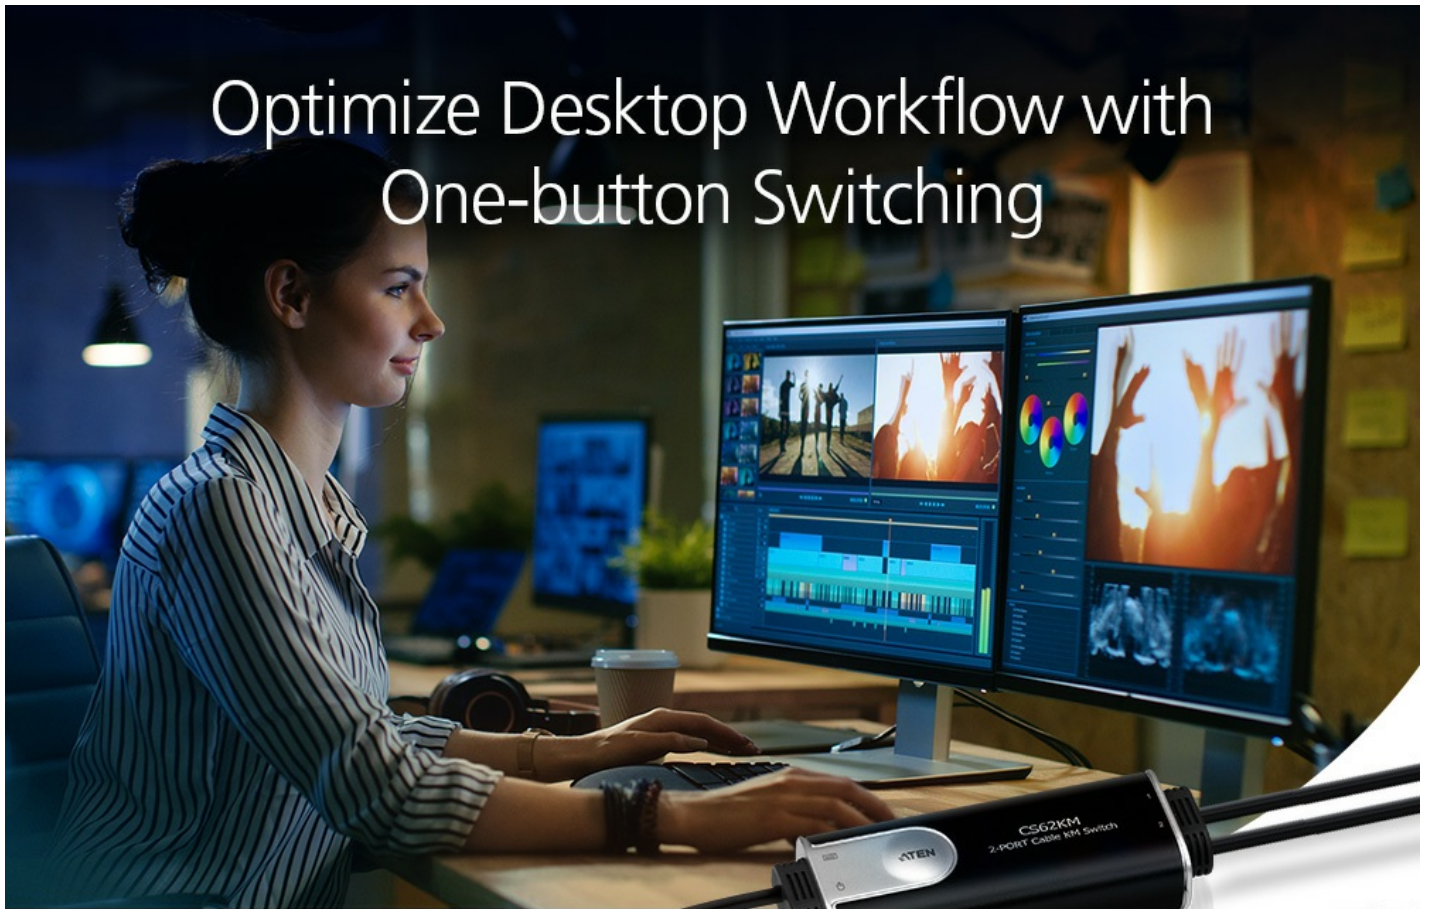 Optimize Desktop Workflow with
One-button Switching
CS62KM
2-PORT Cable KM Switch
ATEN